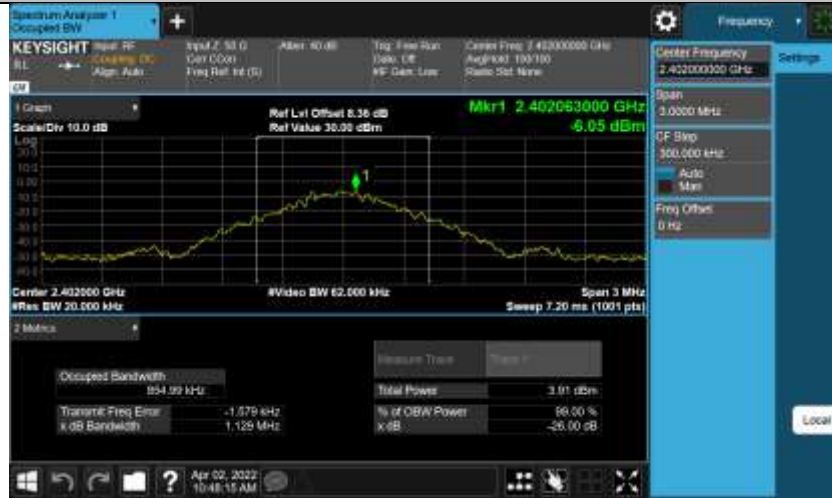 Spectrum Analyzer 1
Occupied BW
+
Frequency
KEYSIGHT Input: RF
RL
Coupling: DC
Align: Auto
Input Z: 50 Ω
Corr CCorr
Freq Ref: Int (S)
Atten: 40 dB
Trig: Free Run
Gate: Off
#IF Gain: Low
Center Freq: 2.402000000 GHz
Avg|Hold: 100/100
Radio Std: None
1 Graph
Scale/Div 10.0 dB
Ref Lvl Offset 8.36 dB
Ref Value 30.00 dBm
Mkr1 2.402063000 GHz
-6.05 dBm
Log
1
Center 2.402000 GHz
#Res BW 20.000 kHz
#Video BW 62.000 kHz
Span 3 MHz
Sweep 7.20 ms (1001 pts)
2 Metrics
Measure Trace
Trace 1
Occupied Bandwidth
Total Power
3.91 dBm
Transmit Freq Error
-1.579 kHz
% of OBW Power
99.00 %
x dB Bandwidth
1.129 MHz
x dB
-26.00 dB
Center Frequency
2.402000000 GHz
Settings
Span
3.0000 MHz
CF Step
300.000 kHz
Auto
Man
Freq Offset
0 Hz
Local
?
Apr 02, 2022
10:48:15 AM